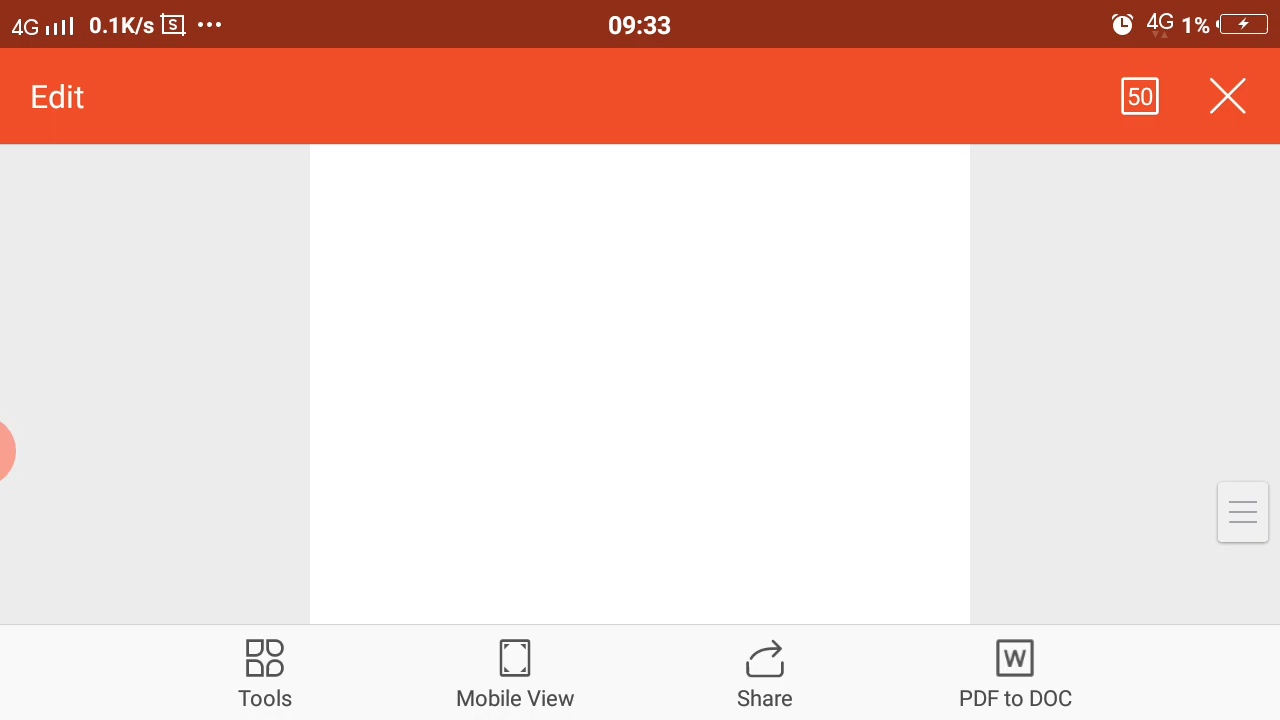 4G 0.1K/s S ... 09:33 4G 1%
Edit 50
Tools Mobile View Share W PDF to DOC